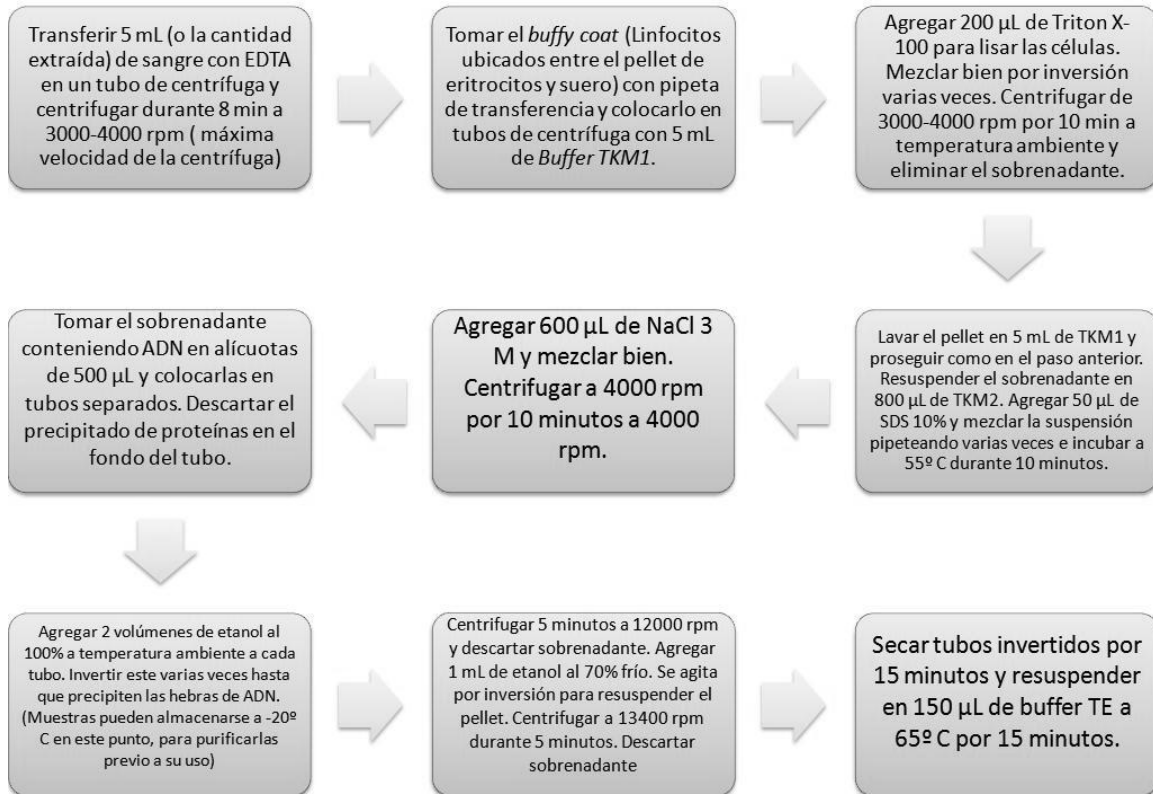 Transferir 5 mL (o la cantidad
extraída) de sangre con EDTA
en un tubo de centrífuga y
centrifugar durante 8 min a
3000-4000 rpm ( máxima
velocidad de la centrífuga)
Tomar el buffy coat (Linfocitos
ubicados entre el pellet de
eritrocitos y suero) con pipeta
de transferencia y colocarlo en
tubos de centrífuga con 5 mL
de Buffer TKM1.
Agregar 200 µL de Triton X-
100 para lisar las células.
Mezclar bien por inversión
varias veces. Centrifugar de
3000-4000 rpm por 10 min a
temperatura ambiente y
eliminar el sobrenadante.
Lavar el pellet en 5 mL de TKM1 y
proseguir como en el paso anterior.
Resuspender el sobrenadante en
800 µL de TKM2. Agregar 50 µL de
SDS 10% y mezclar la suspensión
pipeteando varias veces e incubar a
55º C durante 10 minutos.
Agregar 600 µL de NaCl 3
M y mezclar bien.
Centrifugar a 4000 rpm
por 10 minutos a 4000
rpm.
Tomar el sobrenadante
conteniendo ADN en alícuotas
de 500 µL y colocarlas en
tubos separados. Descartar el
precipitado de proteínas en el
fondo del tubo.
Agregar 2 volúmenes de etanol al
100% a temperatura ambiente a cada
tubo. Invertir este varias veces hasta
que precipiten las hebras de ADN.
(Muestras pueden almacenarse a -20º
C en este punto, para purificarlas
previo a su uso)
Centrifugar 5 minutos a 12000 rpm
y descartar sobrenadante. Agregar
1 mL de etanol al 70% frío. Se agita
por inversión para resuspender el
pellet. Centrifugar a 13400 rpm
durante 5 minutos. Descartar
sobrenadante
Secar tubos invertidos por
15 minutos y resuspender
en 150 µL de buffer TE a
65º C por 15 minutos.